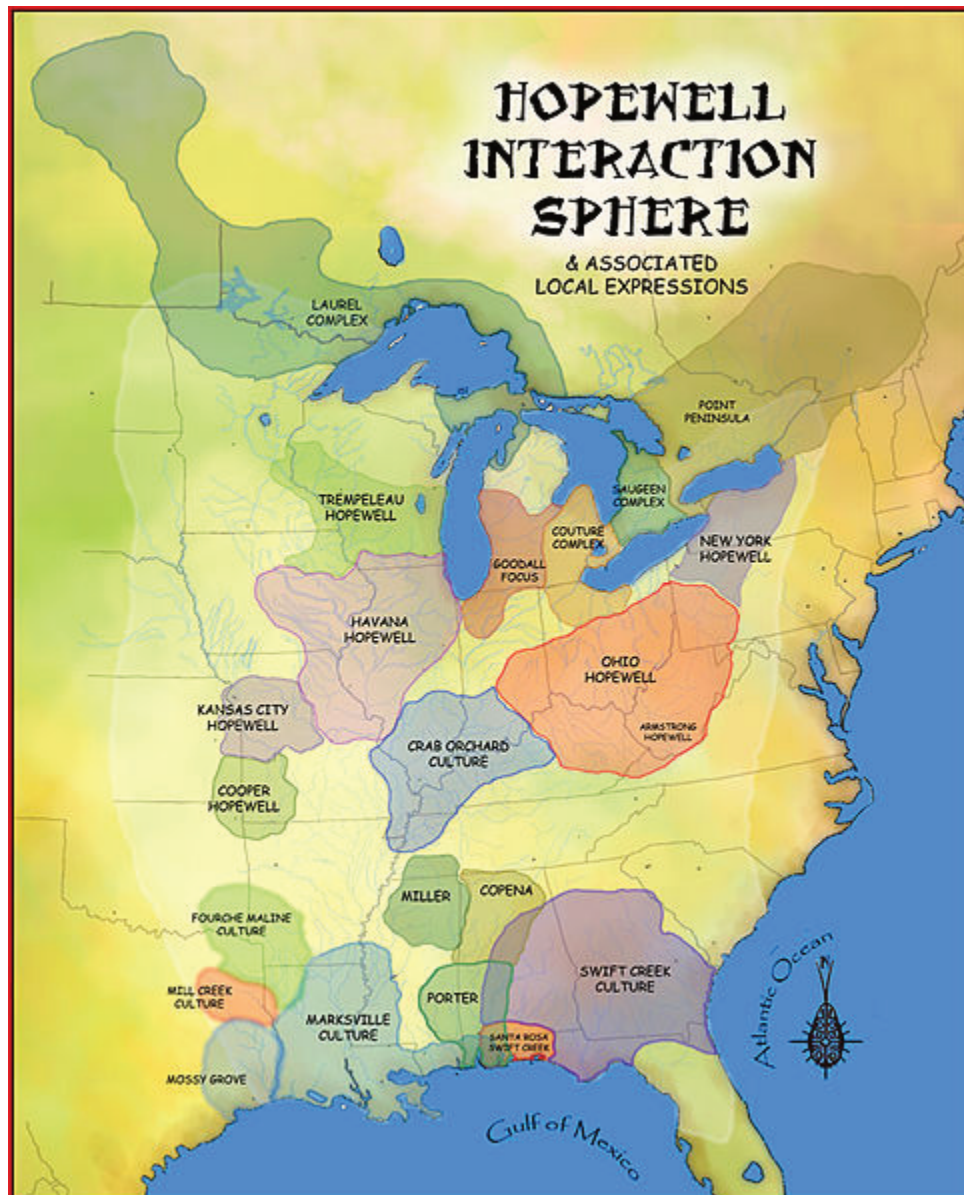 HOPEWELL
INTERACTION
SPHERE
& ASSOCIATED
LOCAL EXPRESSIONS
LAUREL
COMPLEX
POINT
PENINSULA
TREMPELEAU
HOPEWELL
SAUGEEN
COMPLEX
COUTURE
COMPLEX
NEW YORK
HOPEWELL
GOODALL
FOCUS
HAVANA
HOPEWELL
OHIO
HOPEWELL
KANSAS CITY
HOPEWELL
ARMSTRONG
HOPEWELL
CRAB ORCHARD
CULTURE
COOPER
HOPEWELL
MILLER
COPENA
FOURCHE MALINE
CULTURE
SWIFT CREEK
CULTURE
MILL CREEK
CULTURE
PORTER
MARKSVILLE
CULTURE
SANTA ROSA
SWIFT CREEK
MOSSY GROVE
Atlantic Ocean
Gulf of Mexico